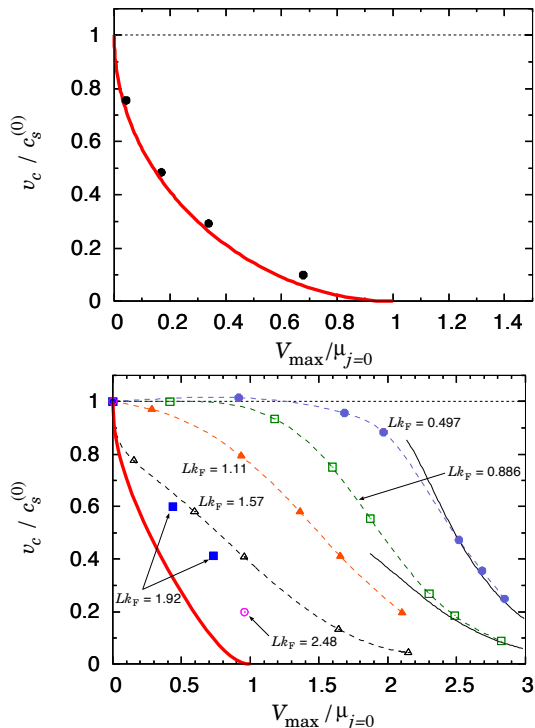 v_c / c_s^(0)
1
0.8
0.6
0.4
0.2
0
0 0.2 0.4 0.6 0.8 1 1.2 1.4
V_max/μ_j=0
v_c / c_s^(0)
1
0.8
0.6
0.4
0.2
0
Lk_F = 0.497
Lk_F = 0.886
Lk_F = 1.11
Lk_F = 1.57
Lk_F = 1.92
Lk_F = 2.48
0 0.5 1 1.5 2 2.5 3
V_max/μ_j=0